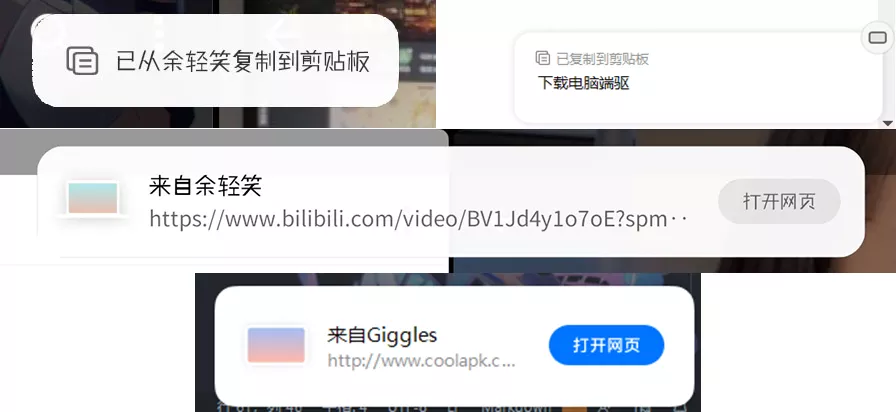 已从余轻笑复制到剪贴板
已复制到剪贴板
下载电脑端驱
来自余轻笑
https://www.bilibili.com/video/BV1Jd4y1o7oE?spm··
打开网页
来自Giggles
http://www.coolapk.c...
打开网页
Markdown